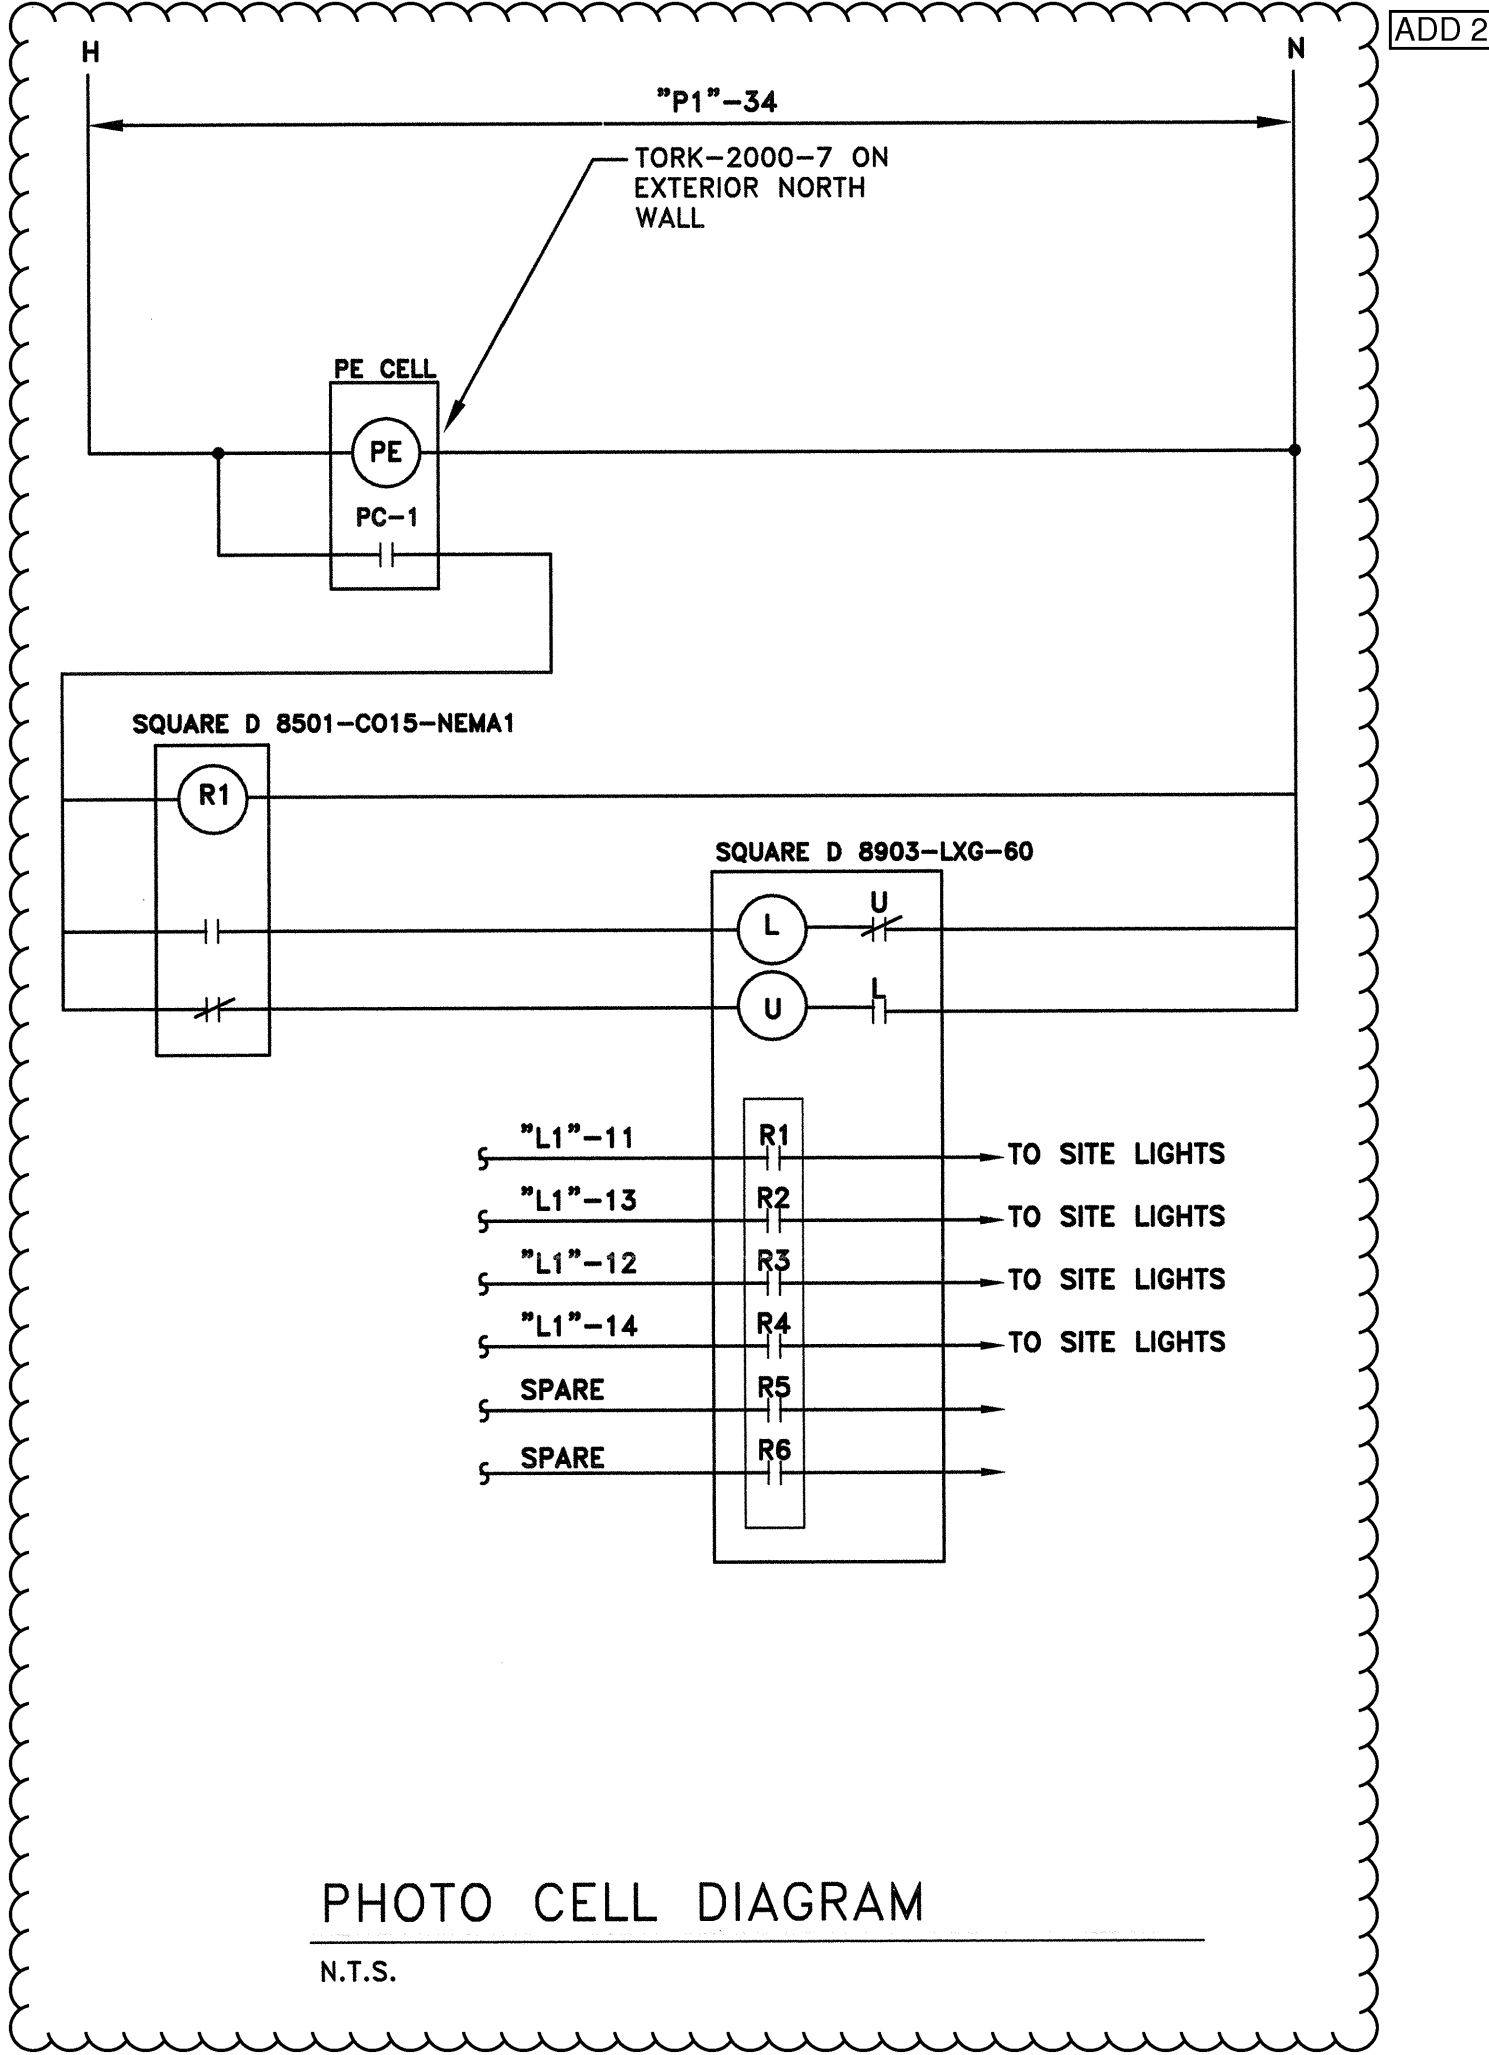 ADD 2
H
N
"P1"-34
TORK-2000-7 ON
EXTERIOR NORTH
WALL
PE CELL
PE
PC-1
SQUARE D 8501-CO15-NEMA1
R1
SQUARE D 8903-LXG-60
L
U
U
L
"L1"-11
R1
TO SITE LIGHTS
"L1"-13
R2
TO SITE LIGHTS
"L1"-12
R3
TO SITE LIGHTS
"L1"-14
R4
TO SITE LIGHTS
SPARE
R5
SPARE
R6
PHOTO CELL DIAGRAM
N.T.S.